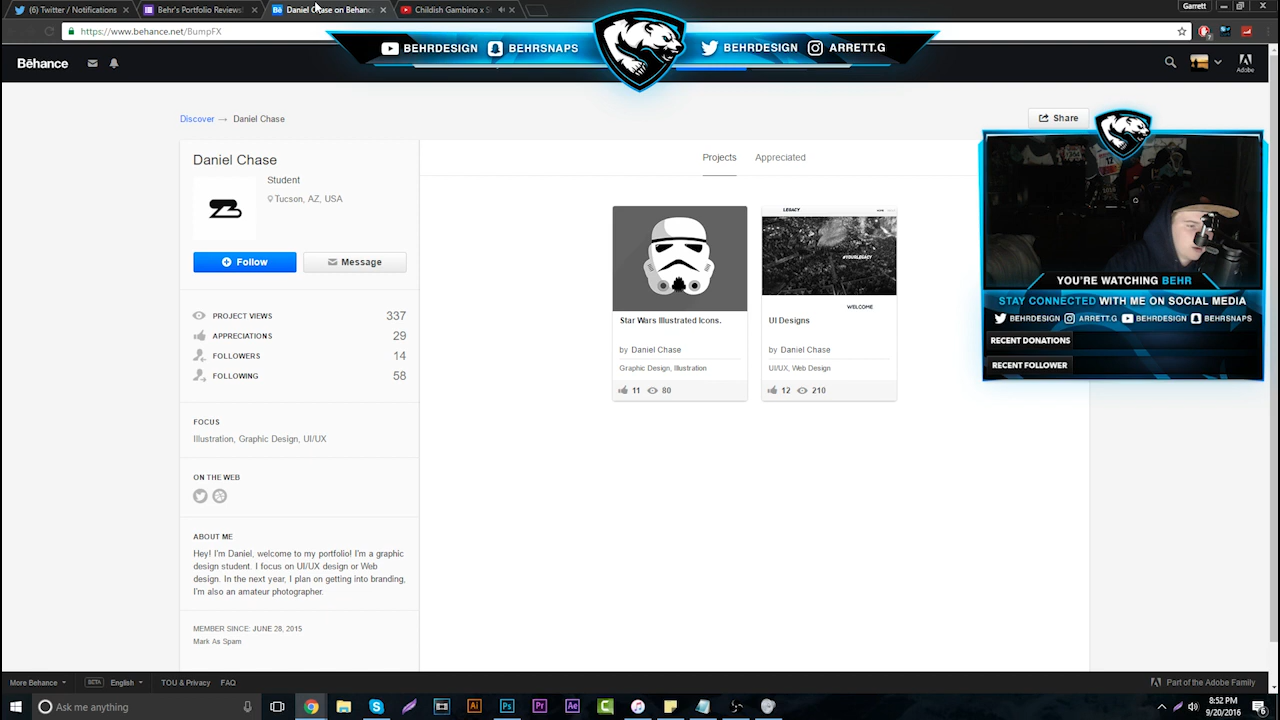 (6) Twitter / Notifications
Behr's Portfolio Reviews!
Bē Daniel Chase on Behance
Childish Gambino x S
Garrett
https://www.behance.net/BumpFX
BEHRDESIGN
BEHRSNAPS
BEHRDESIGN
ARRETT.G
Bēhance
Adobe
Discover → Daniel Chase
Share
Daniel Chase
Student
Tucson, AZ, USA
Follow
Message
PROJECT VIEWS 337
APPRECIATIONS 29
FOLLOWERS 14
FOLLOWING 58
FOCUS
Illustration, Graphic Design, UI/UX
ON THE WEB
ABOUT ME
Hey! I'm Daniel, welcome to my portfolio! I'm a graphic
design student. I focus on UI/UX design or Web
design. In the next year, I plan on getting into branding,
I'm also an amateur photographer.
MEMBER SINCE: JUNE 28, 2015
Mark As Spam
Projects
Appreciated
Star Wars Illustrated Icons.
by Daniel Chase
Graphic Design, Illustration
11 80
LEGACY
#YOURLEGACY
WELCOME
UI Designs
by Daniel Chase
UI/UX, Web Design
12 210
YOU'RE WATCHING BEHR
STAY CONNECTED WITH ME ON SOCIAL MEDIA
BEHRDESIGN ARRETT.G BEHRDESIGN BEHRSNAPS
RECENT DONATIONS
RECENT FOLLOWER
More Behance
BETA English
TOU & Privacy
FAQ
Part of the Adobe Family
Ask me anything
8:52 PM
9/20/2016